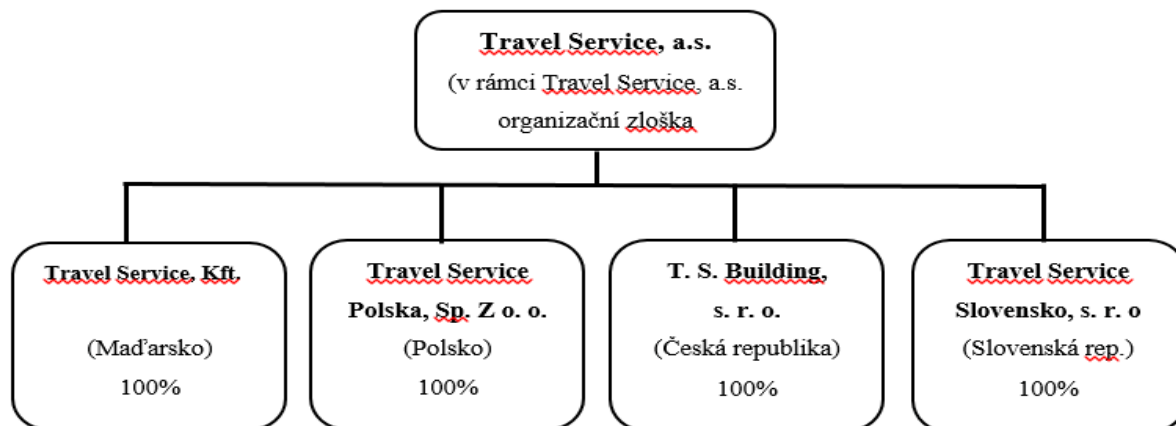 Travel Service, a.s.
(v rámci Travel Service, a.s.
organizační zloška
Travel Service, Kft.
(Maďarsko)
100%
Travel Service
Polska, Sp. Z o. o.
(Polsko)
100%
T. S. Building,
s. r. o.
(Česká republika)
100%
Travel Service
Slovensko, s. r. o
(Slovenská rep.)
100%